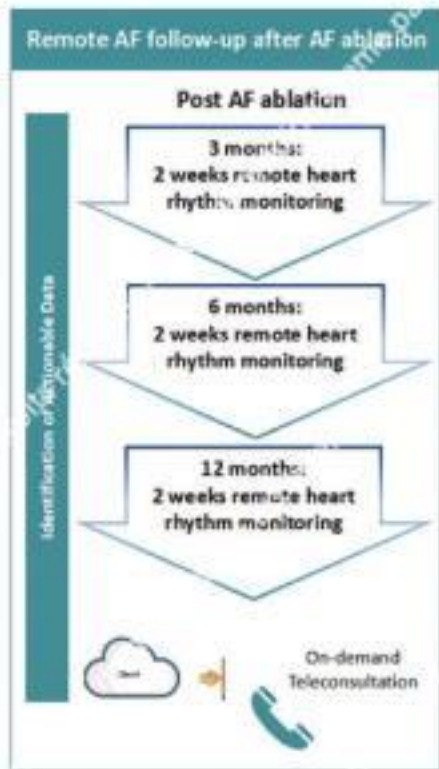 Remote AF follow-up after AF ablation
Post AF ablation
3 months:
2 weeks remote heart
rhythm monitoring
6 months:
2 weeks remote heart
rhythm monitoring
12 months:
2 weeks remote heart
rhythm monitoring
Identification of Actionable Data
On-demand
Teleconsultation